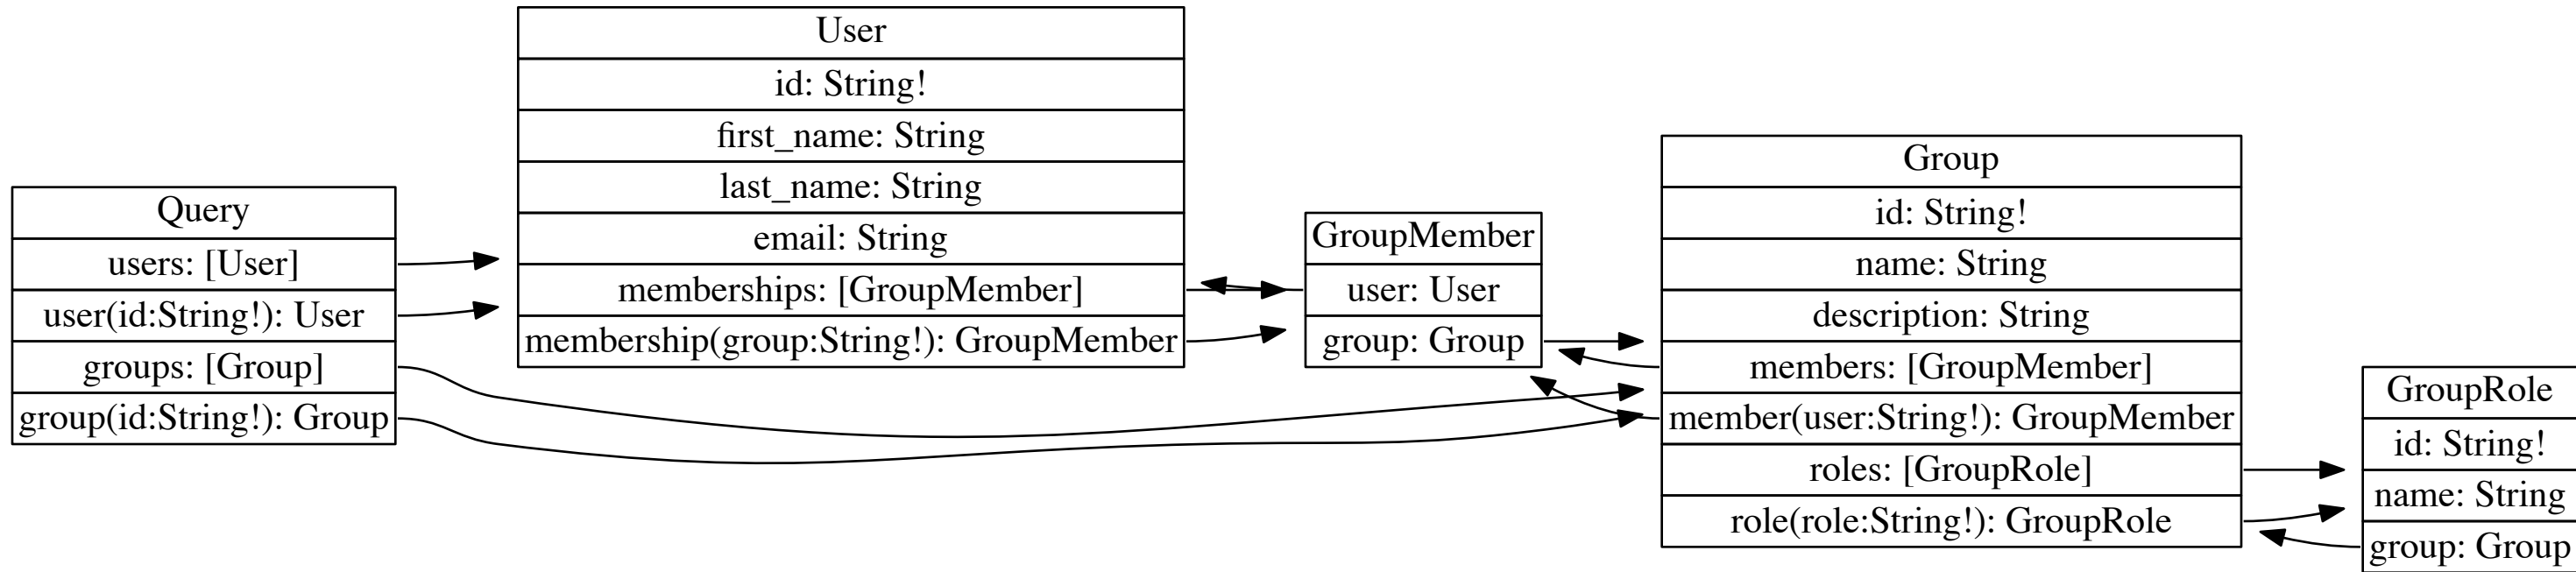 Query
users: [User]
user(id:String!): User
groups: [Group]
group(id:String!): Group
User
id: String!
first_name: String
last_name: String
email: String
memberships: [GroupMember]
membership(group:String!): GroupMember
GroupMember
user: User
group: Group
Group
id: String!
name: String
description: String
members: [GroupMember]
member(user:String!): GroupMember
roles: [GroupRole]
role(role:String!): GroupRole
GroupRole
id: String!
name: String
group: Group